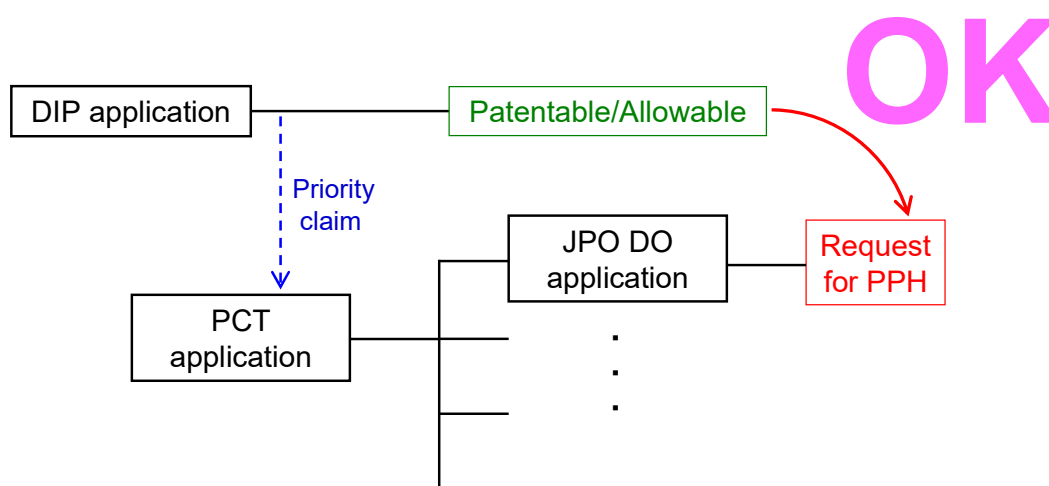 OK
DIP application
Patentable/Allowable
Priority
claim
JPO DO
application
Request
for PPH
PCT
application